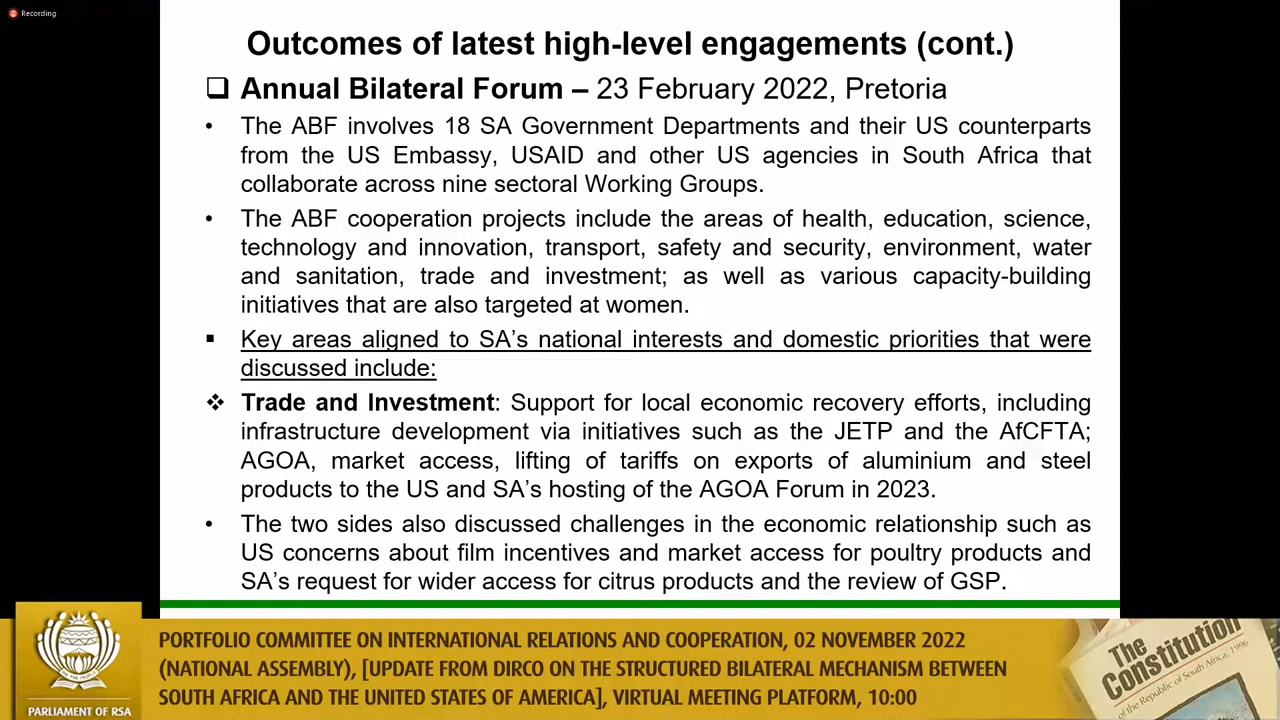 Recording
Outcomes of latest high-level engagements (cont.)
❑ Annual Bilateral Forum – 23 February 2022, Pretoria
• The ABF involves 18 SA Government Departments and their US counterparts
from the US Embassy, USAID and other US agencies in South Africa that
collaborate across nine sectoral Working Groups.
• The ABF cooperation projects include the areas of health, education, science,
technology and innovation, transport, safety and security, environment, water
and sanitation, trade and investment; as well as various capacity-building
initiatives that are also targeted at women.
▪ Key areas aligned to SA’s national interests and domestic priorities that were
discussed include:
❖ Trade and Investment: Support for local economic recovery efforts, including
infrastructure development via initiatives such as the JETP and the AfCFTA;
AGOA, market access, lifting of tariffs on exports of aluminium and steel
products to the US and SA’s hosting of the AGOA Forum in 2023.
• The two sides also discussed challenges in the economic relationship such as
US concerns about film incentives and market access for poultry products and
SA’s request for wider access for citrus products and the review of GSP.
PORTFOLIO COMMITTEE ON INTERNATIONAL RELATIONS AND COOPERATION, 02 NOVEMBER 2022
(NATIONAL ASSEMBLY), [UPDATE FROM DIRCO ON THE STRUCTURED BILATERAL MECHANISM BETWEEN
SOUTH AFRICA AND THE UNITED STATES OF AMERICA], VIRTUAL MEETING PLATFORM, 10:00
PARLIAMENT OF RSA
The
Constitution
of the Republic of South Africa, 1996